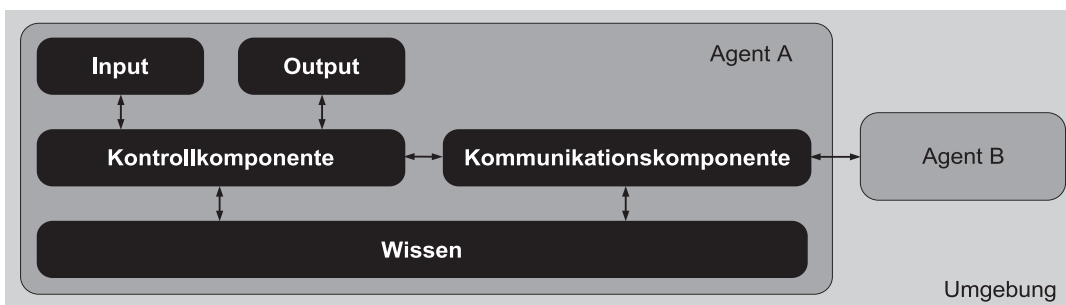 Input
Output
Agent A
Kontrollkomponente
Kommunikationskomponente
Agent B
Wissen
Umgebung